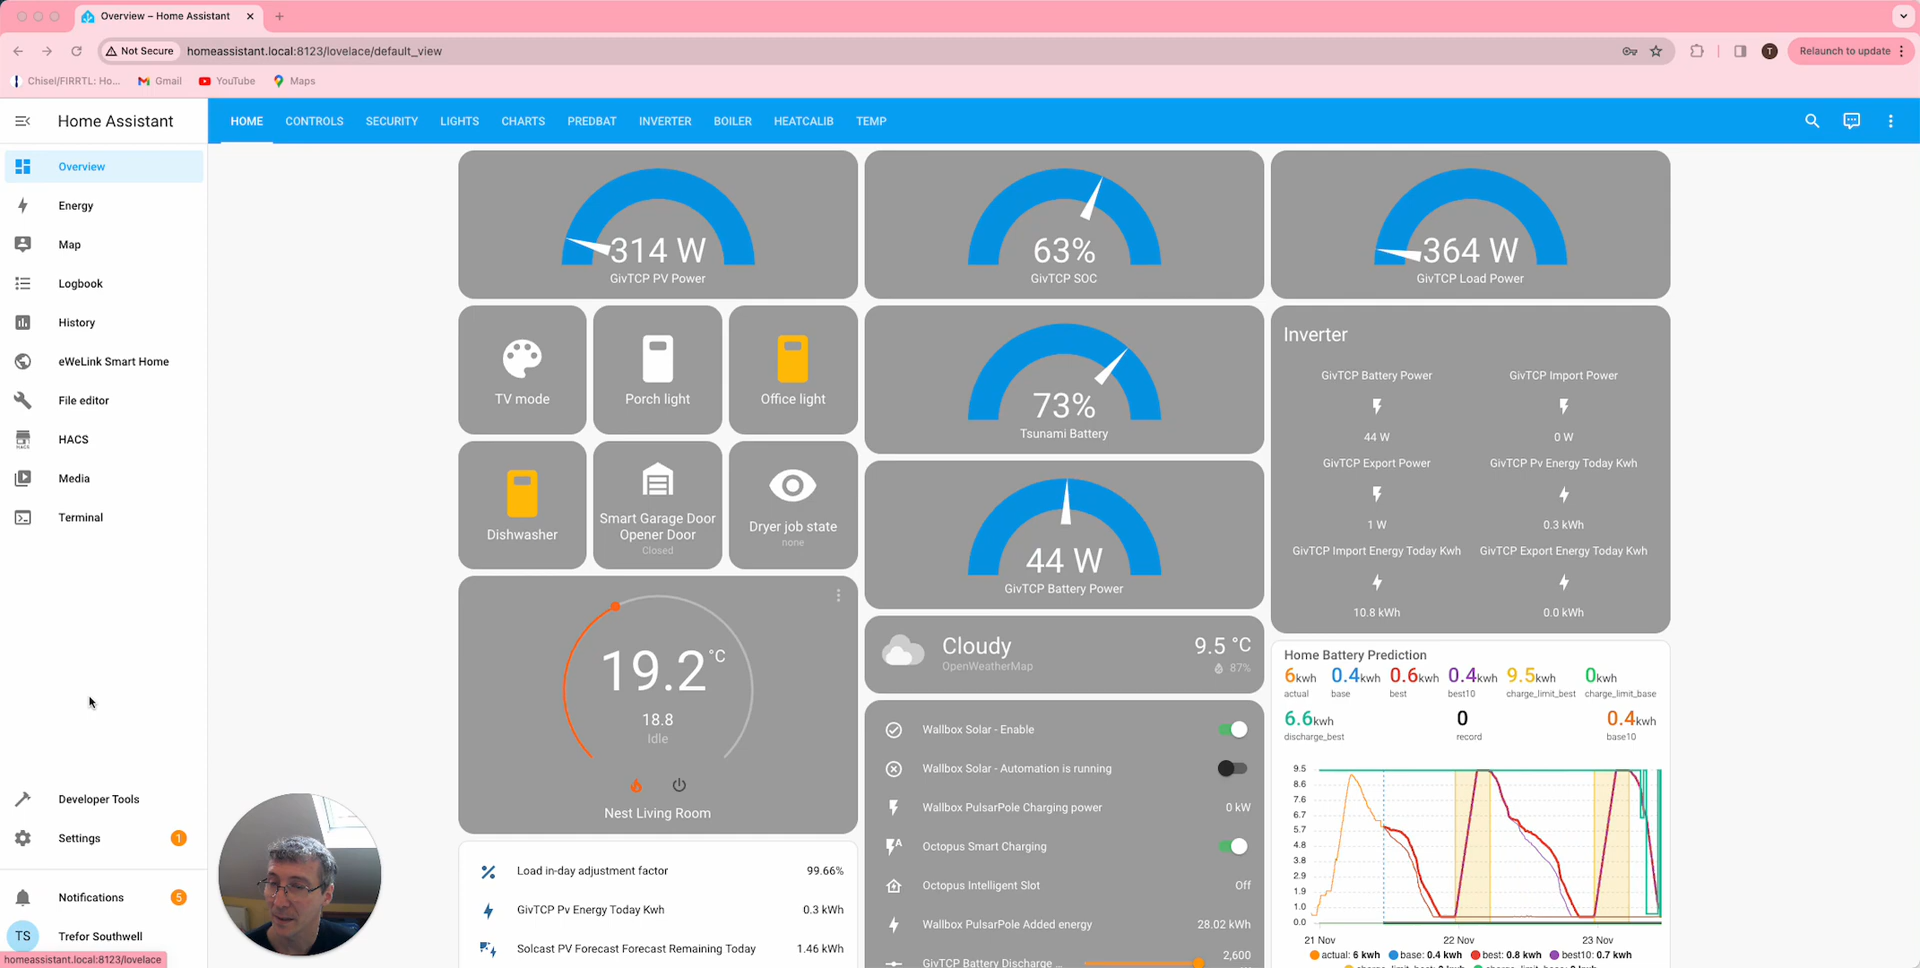 Overview – Home Assistant
Not Secure
homeassistant.local:8123/lovelace/default_view
T
Relaunch to update
Chisel/FIRRTL: Ho...
Gmail
YouTube
Maps
Home Assistant
HOME
CONTROLS
SECURITY
LIGHTS
CHARTS
PREDBAT
INVERTER
BOILER
HEATCALIB
TEMP
Overview
Energy
Map
Logbook
History
eWeLink Smart Home
File editor
HACS
Media
Terminal
Developer Tools
Settings
1
Notifications
5
TS
Trefor Southwell
homeassistant.local:8123/lovelace
314 W
GivTCP PV Power
63%
GivTCP SOC
364 W
GivTCP Load Power
TV mode
Porch light
Office light
Dishwasher
Smart Garage Door
Opener Door
Closed
Dryer job state
none
73%
Tsunami Battery
44 W
GivTCP Battery Power
Inverter
GivTCP Battery Power
GivTCP Import Power
44 W
0 W
GivTCP Export Power
GivTCP Pv Energy Today Kwh
1 W
0.3 kWh
GivTCP Import Energy Today Kwh
GivTCP Export Energy Today Kwh
10.8 kWh
0.0 kWh
19.2 °C
18.8
Idle
Nest Living Room
Cloudy
OpenWeatherMap
9.5 °C
87%
Wallbox Solar - Enable
Wallbox Solar - Automation is running
Wallbox PulsarPole Charging power
0 kW
Octopus Smart Charging
Octopus Intelligent Slot
Off
Wallbox PulsarPole Added energy
28.02 kWh
GivTCP Battery Discharge ...
2,600
Load in-day adjustment factor
99.66%
GivTCP Pv Energy Today Kwh
0.3 kWh
Solcast PV Forecast Forecast Remaining Today
1.46 kWh
Home Battery Prediction
6kwh 0.4kwh 0.6kwh 0.4kwh 9.5kwh 0kwh
actual base best best10 charge_limit_best charge_limit_base
6.6kwh 0 0.4kwh
discharge_best record base10
9.5
8.6
7.6
6.7
5.7
4.8
3.8
2.9
1.9
1.0
0.0
21 Nov 22 Nov 23 Nov
actual: 6 kwh base: 0.4 kwh best: 0.8 kwh best10: 0.7 kwh